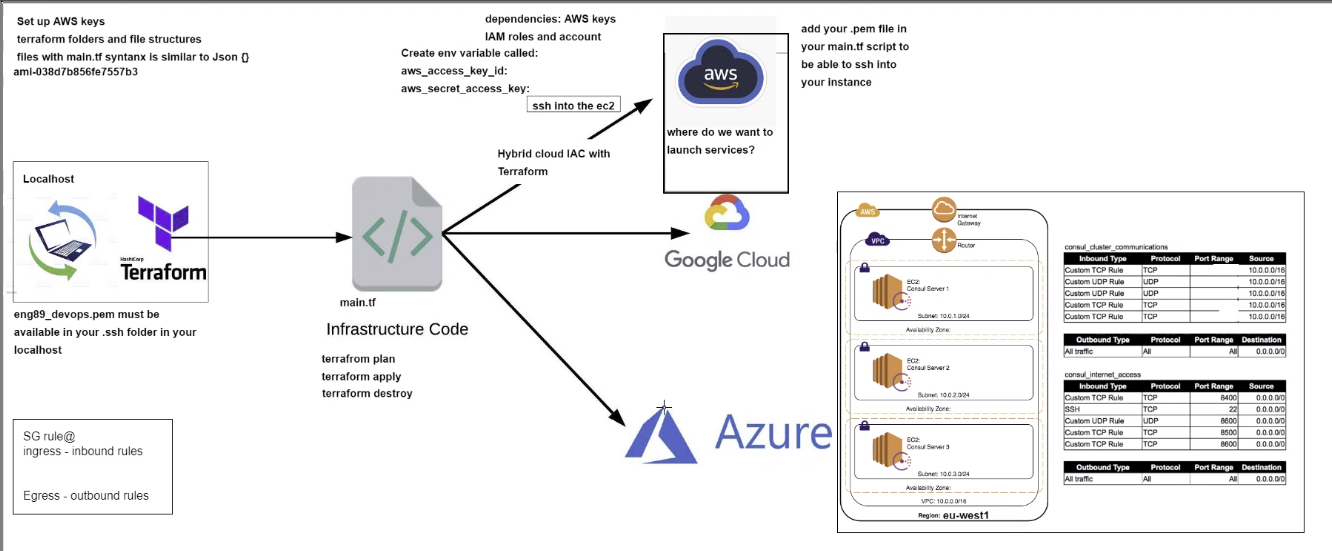 Set up AWS keys
terraform folders and file structures
files with main.tf syntanx is similar to Json {}
ami-038d7b856fe7557b3
dependencies: AWS keys
IAM roles and account
Create env variable called:
aws_access_key_id:
aws_secret_access_key:
ssh into the ec2
aws
where do we want to
launch services?
add your .pem file in
your main.tf script to
be able to ssh into
your instance
Hybrid cloud IAC with
Terraform
Localhost
HashiCorp
Terraform
eng89_devops.pem must be
available in your .ssh folder in your
localhost
main.tf
Infrastructure Code
terrafrom plan
terraform apply
terraform destroy
Google Cloud
Azure
SG rule@
ingress - inbound rules
Egress - outbound rules
AWS
Internet
Gateway
VPC
Router
EC2:
Consul Server 1
Subnet: 10.0.1.0/24
Availability Zone:
EC2:
Consul Server 2
Subnet: 10.0.2.0/24
Availability Zone:
EC2:
Consul Server 3
Subnet: 10.0.3.0/24
Availability Zone:
VPC: 10.0.0.0/16
Region: eu-west1
consul_cluster_communications
Inbound Type Protocol Port Range Source
Custom TCP Rule TCP 10.0.0.0/16
Custom UDP Rule UDP 10.0.0.0/16
Custom UDP Rule UDP 10.0.0.0/16
Custom TCP Rule TCP 10.0.0.0/16
Custom TCP Rule TCP 10.0.0.0/16
Outbound Type Protocol Port Range Destination
All traffic All All 0.0.0.0/0
consul_internet_access
Inbound Type Protocol Port Range Source
Custom TCP Rule TCP 8400 0.0.0.0/0
SSH TCP 22 0.0.0.0/0
Custom UDP Rule UDP 8600 0.0.0.0/0
Custom TCP Rule TCP 8500 0.0.0.0/0
Custom TCP Rule TCP 8600 0.0.0.0/0
Outbound Type Protocol Port Range Destination
All traffic All All 0.0.0.0/0